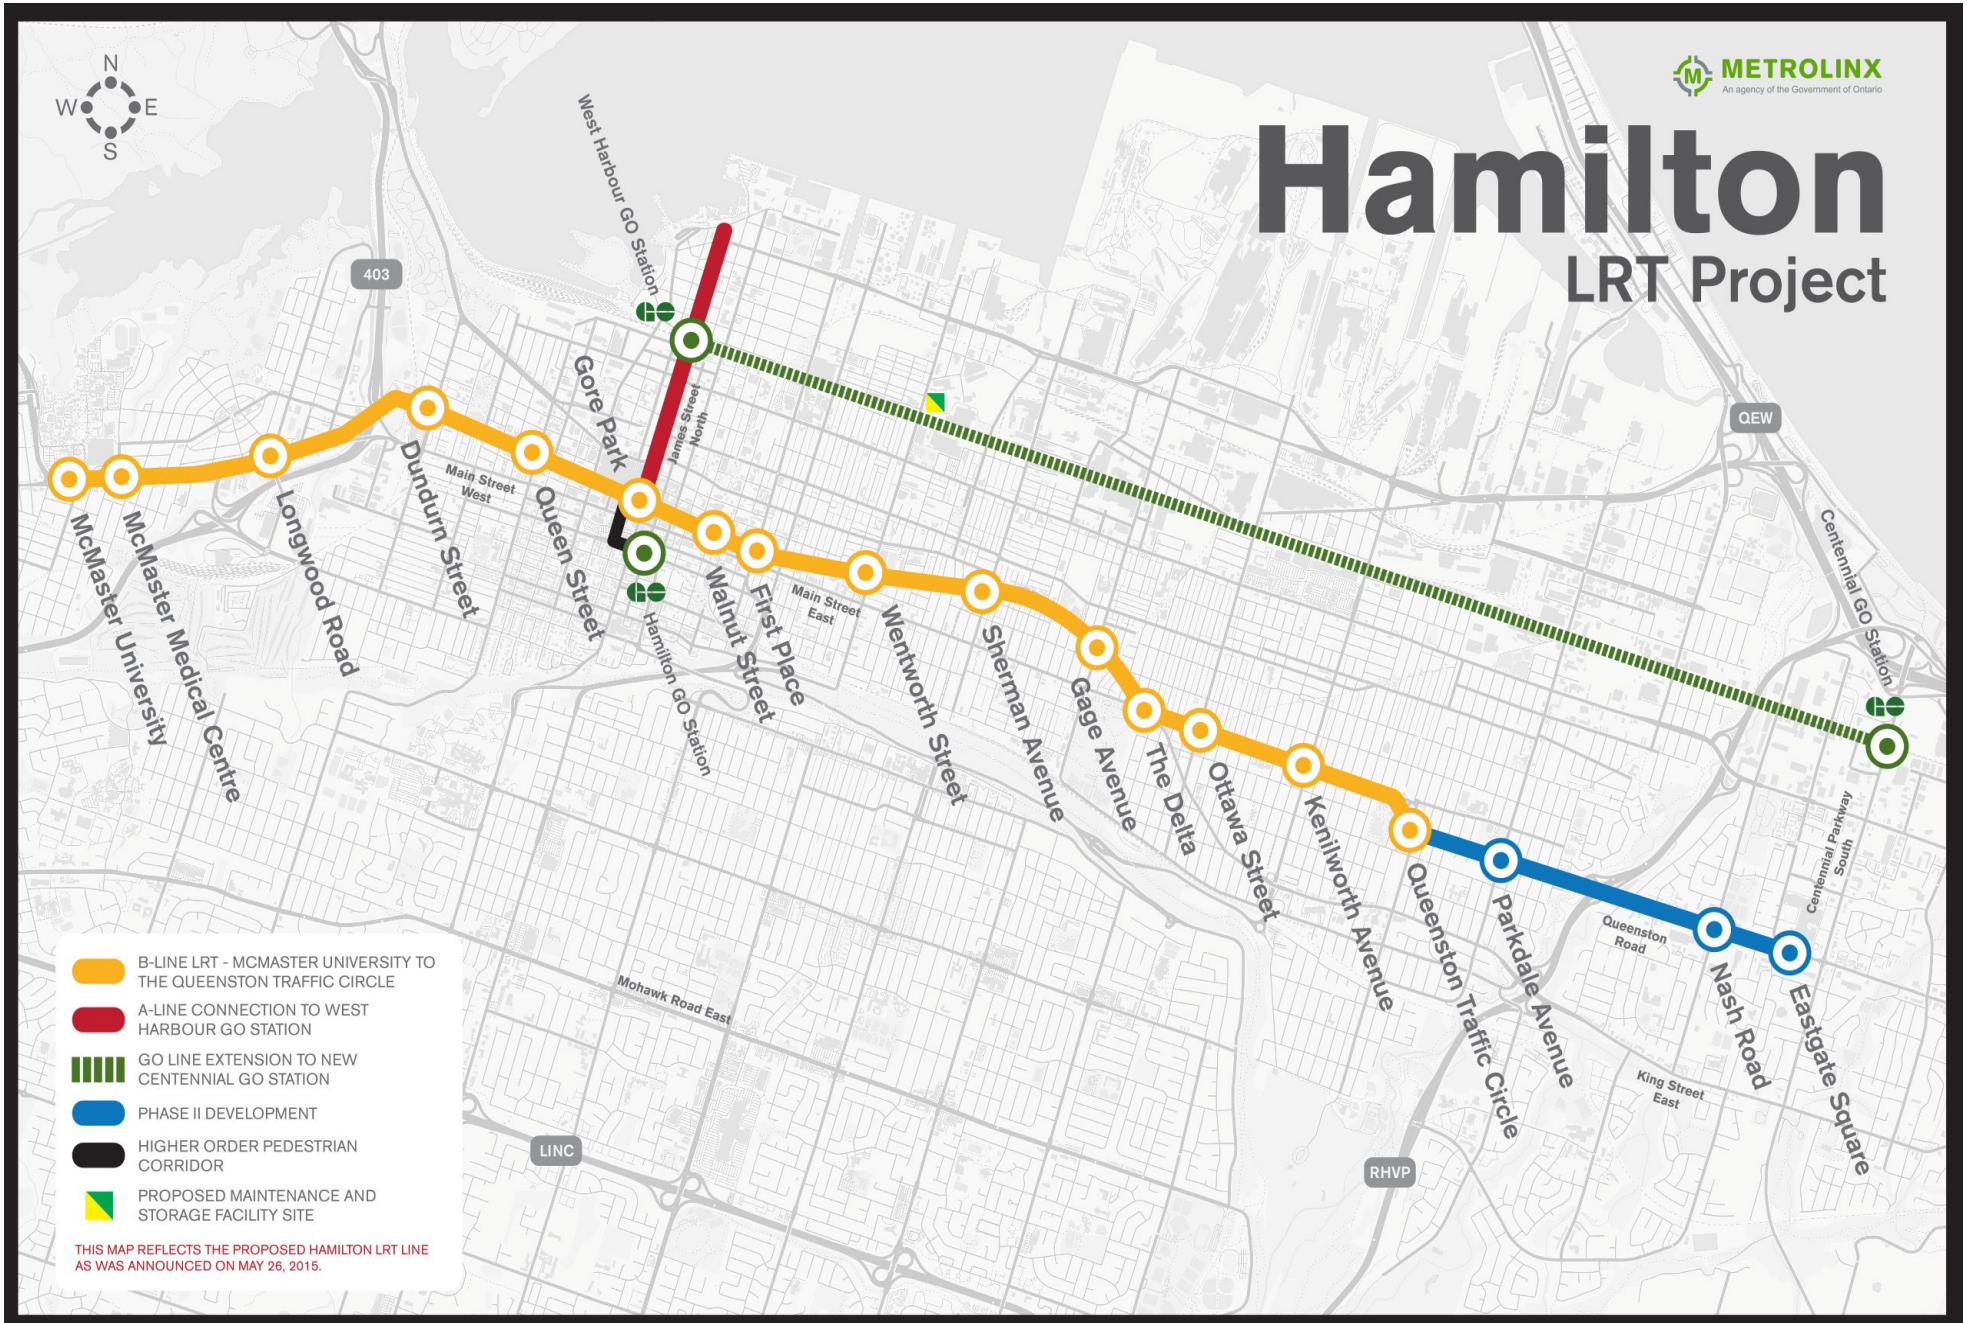 N
W
E
S
METROLINX
An agency of the Government of Ontario
Hamilton
LRT Project
West Harbour GO Station
403
GO
Gore Park
James Street
North
QEW
Dundurn Street
Main Street
West
Queen Street
McMaster University
McMaster Medical Centre
Longwood Road
GO
Hamilton GO Station
Walnut Street
First Place
Main Street
East
Wentworth Street
Sherman Avenue
Gage Avenue
The Delta
Ottawa Street
Kenilworth Avenue
Queenston Traffic Circle
Parkdale Avenue
Queenston
Road
Nash Road
Eastgate Square
Centennial GO Station
GO
Centennial Parkway
South
Mohawk Road East
King Street
East
LINC
RHVP
B-LINE LRT - MCMASTER UNIVERSITY TO
THE QUEENSTON TRAFFIC CIRCLE
A-LINE CONNECTION TO WEST
HARBOUR GO STATION
GO LINE EXTENSION TO NEW
CENTENNIAL GO STATION
PHASE II DEVELOPMENT
HIGHER ORDER PEDESTRIAN
CORRIDOR
PROPOSED MAINTENANCE AND
STORAGE FACILITY SITE
THIS MAP REFLECTS THE PROPOSED HAMILTON LRT LINE
AS WAS ANNOUNCED ON MAY 26, 2015.